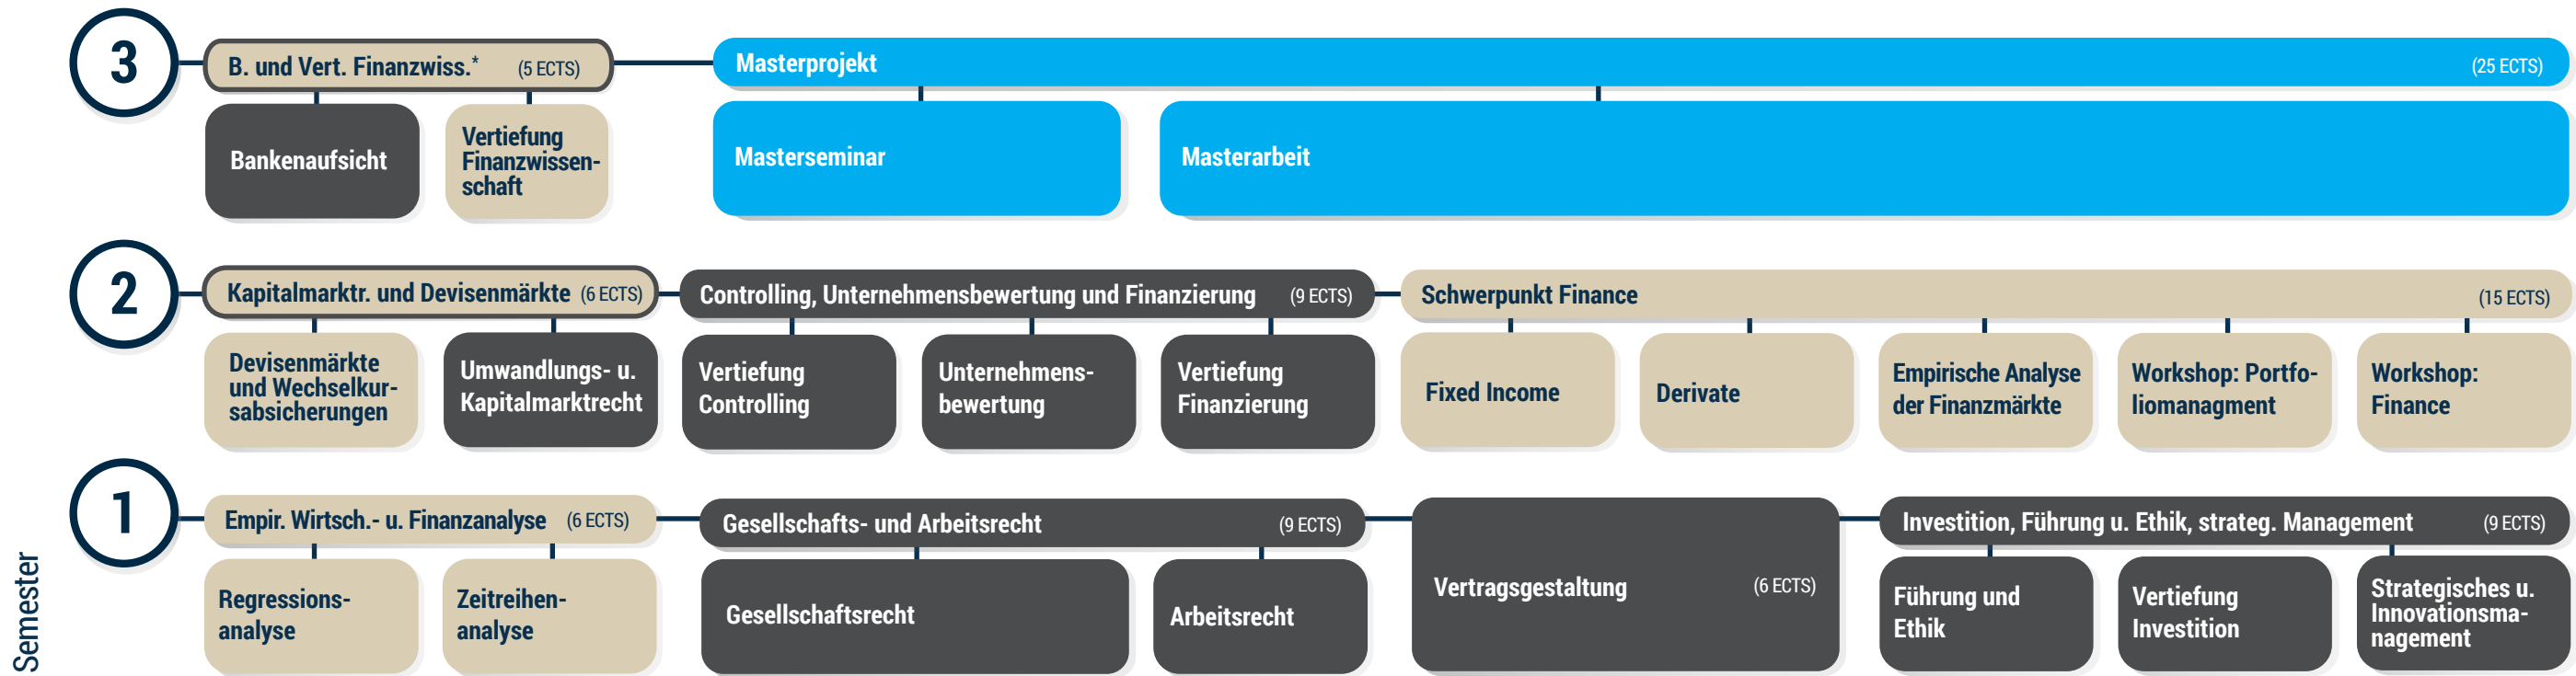 3
B. und Vert. Finanzwiss.* (5 ECTS)
Masterprojekt (25 ECTS)
Bankenaufsicht
Vertiefung
Finanzwissen-
schaft
Masterseminar
Masterarbeit
2
Kapitalmarktr. und Devisenmärkte (6 ECTS)
Controlling, Unternehmensbewertung und Finanzierung (9 ECTS)
Schwerpunkt Finance (15 ECTS)
Devisenmärkte
und Wechselkur-
sabsicherungen
Umwandlungs- u.
Kapitalmarktrecht
Vertiefung
Controlling
Unternehmens-
bewertung
Vertiefung
Finanzierung
Fixed Income
Derivate
Empirische Analyse
der Finanzmärkte
Workshop: Portfo-
liomanagment
Workshop:
Finance
1
Empir. Wirtsch.- u. Finanzanalyse (6 ECTS)
Gesellschafts- und Arbeitsrecht (9 ECTS)
Vertragsgestaltung (6 ECTS)
Investition, Führung u. Ethik, strateg. Management (9 ECTS)
Regressions-
analyse
Zeitreihen-
analyse
Gesellschaftsrecht
Arbeitsrecht
Führung und
Ethik
Vertiefung
Investition
Strategisches u.
Innovationsma-
nagement
Semester